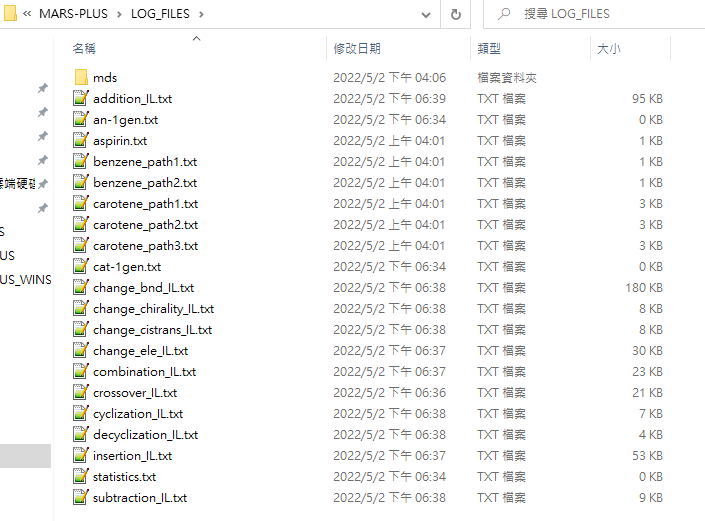 « MARS-PLUS > LOG_FILES > 搜尋 LOG_FILES
名稱 修改日期 類型 大小
mds 2022/5/2 下午 04:06 檔案資料夾
addition_IL.txt 2022/5/2 下午 06:39 TXT 檔案 95 KB
an-1gen.txt 2022/5/2 下午 06:34 TXT 檔案 0 KB
aspirin.txt 2022/5/2 上午 04:01 TXT 檔案 1 KB
benzene_path1.txt 2022/5/2 上午 04:01 TXT 檔案 1 KB
benzene_path2.txt 2022/5/2 上午 04:01 TXT 檔案 1 KB
carotene_path1.txt 2022/5/2 上午 04:01 TXT 檔案 3 KB
carotene_path2.txt 2022/5/2 上午 04:01 TXT 檔案 3 KB
carotene_path3.txt 2022/5/2 上午 04:01 TXT 檔案 3 KB
cat-1gen.txt 2022/5/2 下午 06:34 TXT 檔案 0 KB
change_bnd_IL.txt 2022/5/2 下午 06:38 TXT 檔案 180 KB
change_chirality_IL.txt 2022/5/2 下午 06:38 TXT 檔案 8 KB
change_cistrans_IL.txt 2022/5/2 下午 06:38 TXT 檔案 8 KB
change_ele_IL.txt 2022/5/2 下午 06:37 TXT 檔案 30 KB
combination_IL.txt 2022/5/2 下午 06:37 TXT 檔案 23 KB
crossover_IL.txt 2022/5/2 下午 06:36 TXT 檔案 21 KB
cyclization_IL.txt 2022/5/2 下午 06:38 TXT 檔案 7 KB
decyclization_IL.txt 2022/5/2 下午 06:38 TXT 檔案 4 KB
insertion_IL.txt 2022/5/2 下午 06:37 TXT 檔案 53 KB
statistics.txt 2022/5/2 下午 06:34 TXT 檔案 0 KB
subtraction_IL.txt 2022/5/2 下午 06:38 TXT 檔案 9 KB
端硬碟
S
US
US_WINS